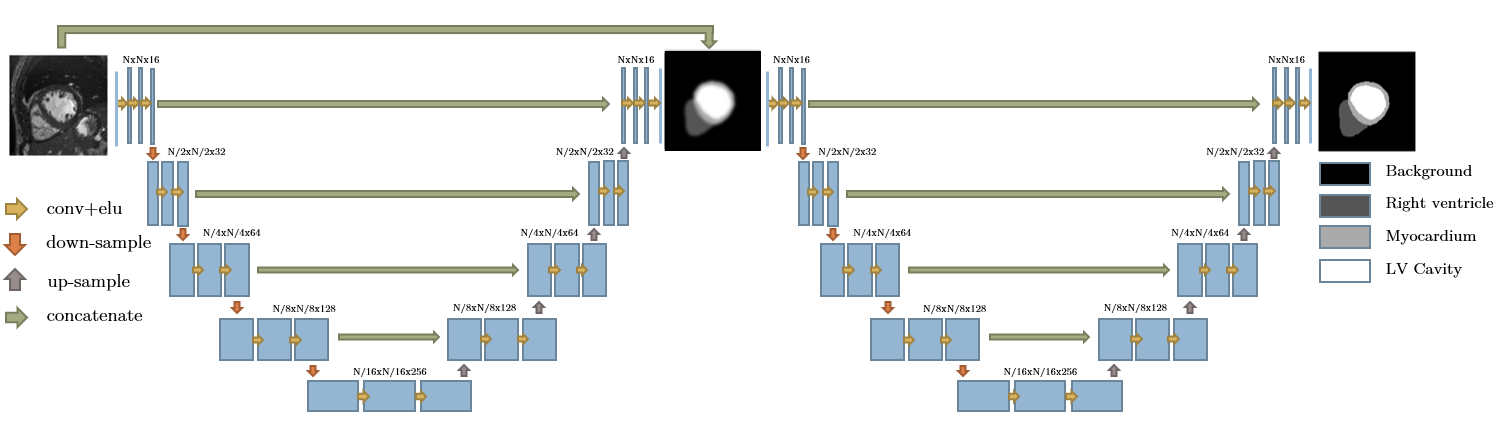 NxNx16
NxNx16
NxNx16
NxNx16
N/2xN/2x32
N/2xN/2x32
N/2xN/2x32
N/2xN/2x32
N/4xN/4x64
N/4xN/4x64
N/4xN/4x64
N/4xN/4x64
N/8xN/8x128
N/8xN/8x128
N/8xN/8x128
N/8xN/8x128
N/16xN/16x256
N/16xN/16x256
conv+elu
down-sample
up-sample
concatenate
Background
Right ventricle
Myocardium
LV Cavity